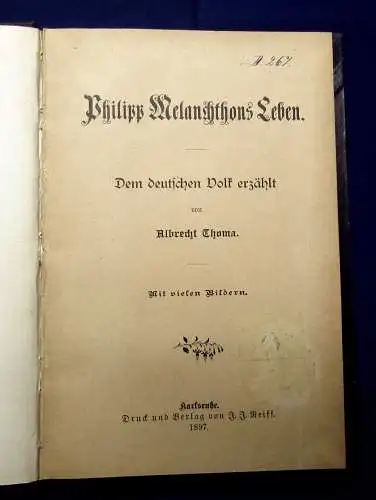 A 267.
Philipp Melanchthons Leben.
Dem deutschen Volk erzählt
von
Albrecht Thoma.
Mit vielen Bildern.
Karlsruhe.
Druck und Verlag von J. J. Reiff.
1897.